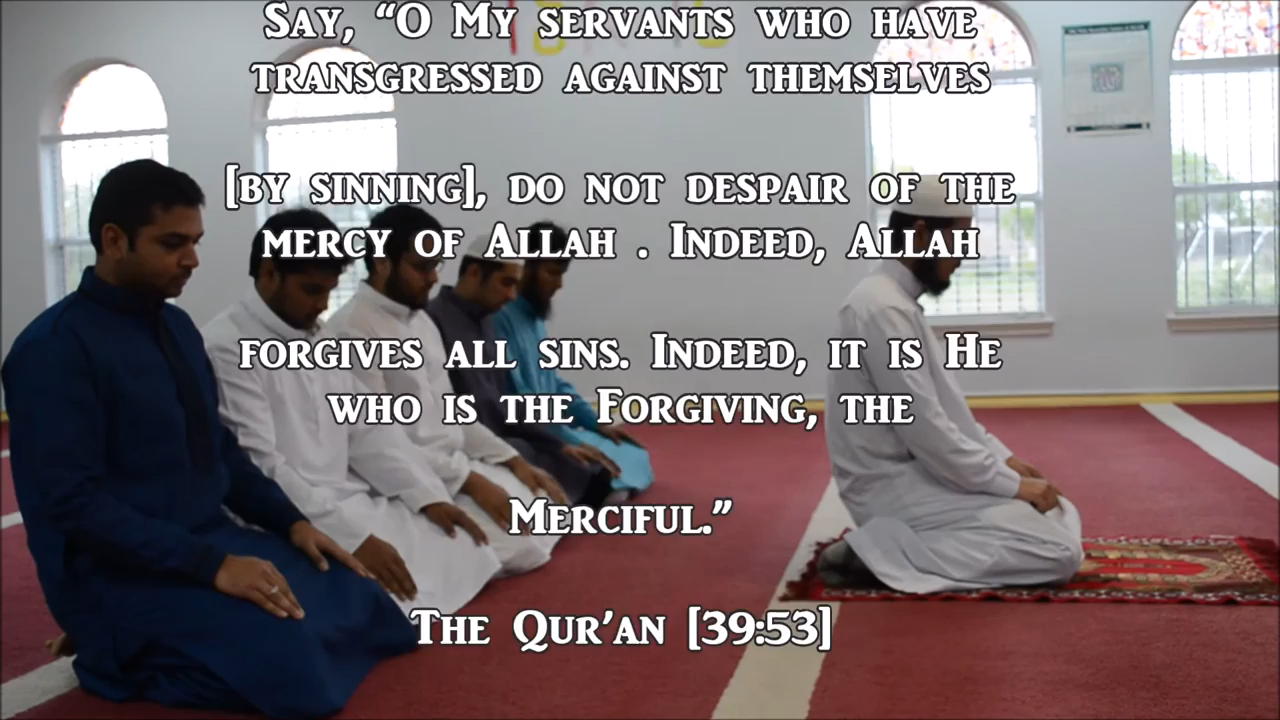 Say, “O My servants who have
transgressed against themselves
[by sinning], do not despair of the
mercy of Allah . Indeed, Allah
forgives all sins. Indeed, it is He
who is the Forgiving, the
Merciful.”
The Qur’an [39:53]